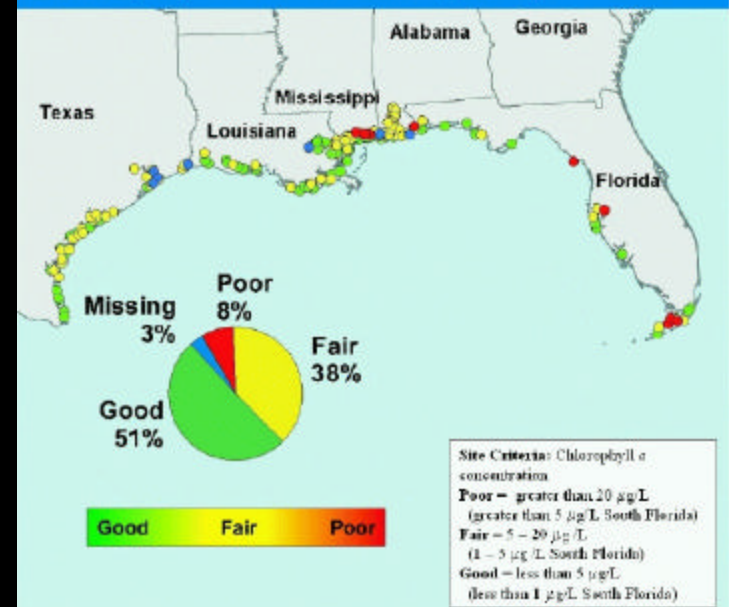 Alabama
Georgia
Texas
Mississippi
Louisiana
Florida
Poor
8%
Missing
3%
Fair
38%
Good
51%
Good Fair Poor
Site Criteria: Chlorophyll a
concentration
Poor = greater than 20 µg/L
(greater than 5 µg/L South Florida)
Fair = 5 – 20 µg/L
(1 – 5 µg/L South Florida)
Good = less than 5 µg/L
(less than 1 µg/L South Florida)